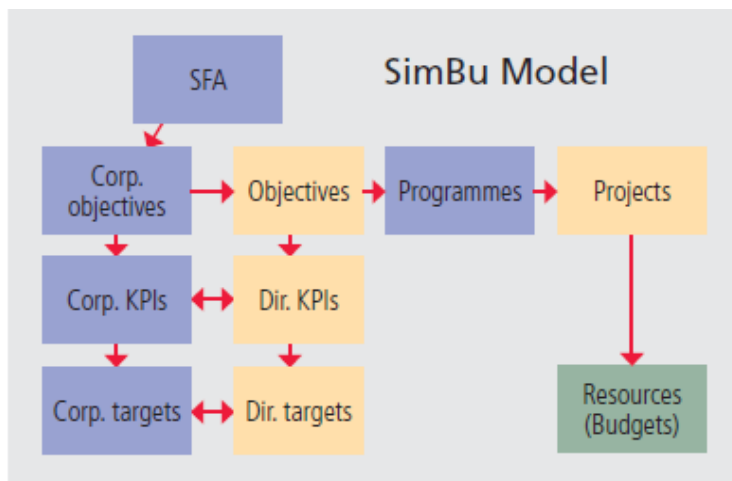 SFA
SimBu Model
Corp.
objectives
Objectives
Programmes
Projects
Corp. KPIs
Dir. KPIs
Corp. targets
Dir. targets
Resources
(Budgets)